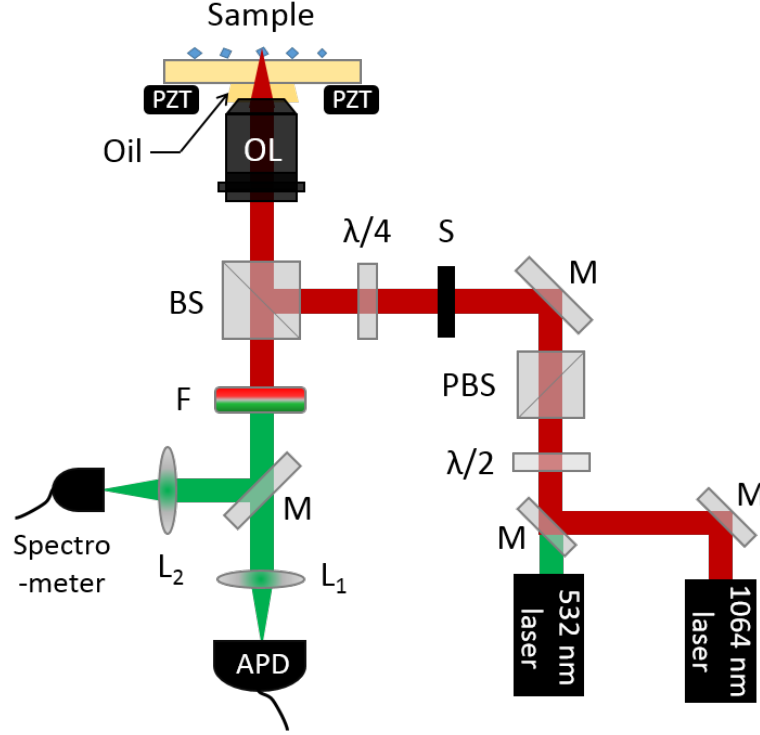 Sample
PZT
PZT
Oil
OL
λ/4
S
M
BS
PBS
F
λ/2
M
M
M
Spectro
-meter
L₂
L₁
532 nm
laser
1064 nm
laser
APD